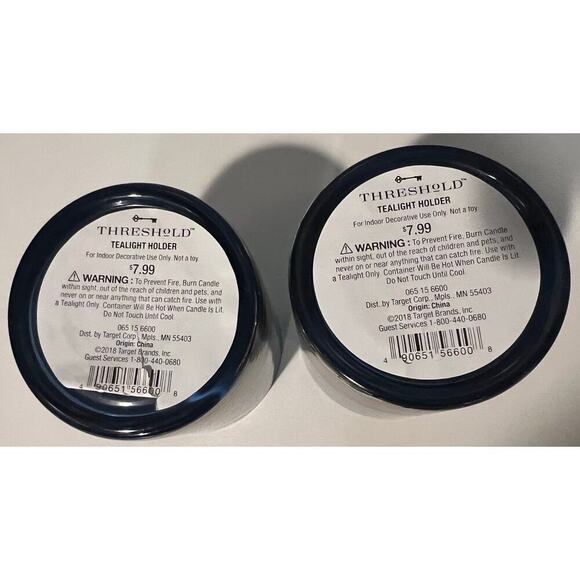 THRESHOLD™
TEALIGHT HOLDER
For Indoor Decorative Use Only. Not a toy
$7.99
⚠ WARNING : To Prevent Fire, Burn Candle
within sight, out of the reach of children and pets, and
never on or near anything that can catch fire. Use with
a Tealight Only. Container Will Be Hot When Candle Is Lit.
Do Not Touch Until Cool.
065 15 6600
Dist. by Target Corp., Mpls., MN 55403
Origin: China
©2018 Target Brands, Inc
Guest Services 1-800-440-0680
4 90651 56600 8
THRESHOLD™
TEALIGHT HOLDER
For Indoor Decorative Use Only. Not a toy
$7.99
⚠ WARNING : To Prevent Fire, Burn Candle
within sight, out of the reach of children and pets, and
never on or near anything that can catch fire. Use with
a Tealight Only. Container Will Be Hot When Candle Is Lit
Do Not Touch Until Cool.
065 15 6600
Dist. by Target Corp., Mpls., MN 55403
Origin: China
©2018 Target Brands, Inc
Guest Services 1-800-440-0680
4 90651 56600 8